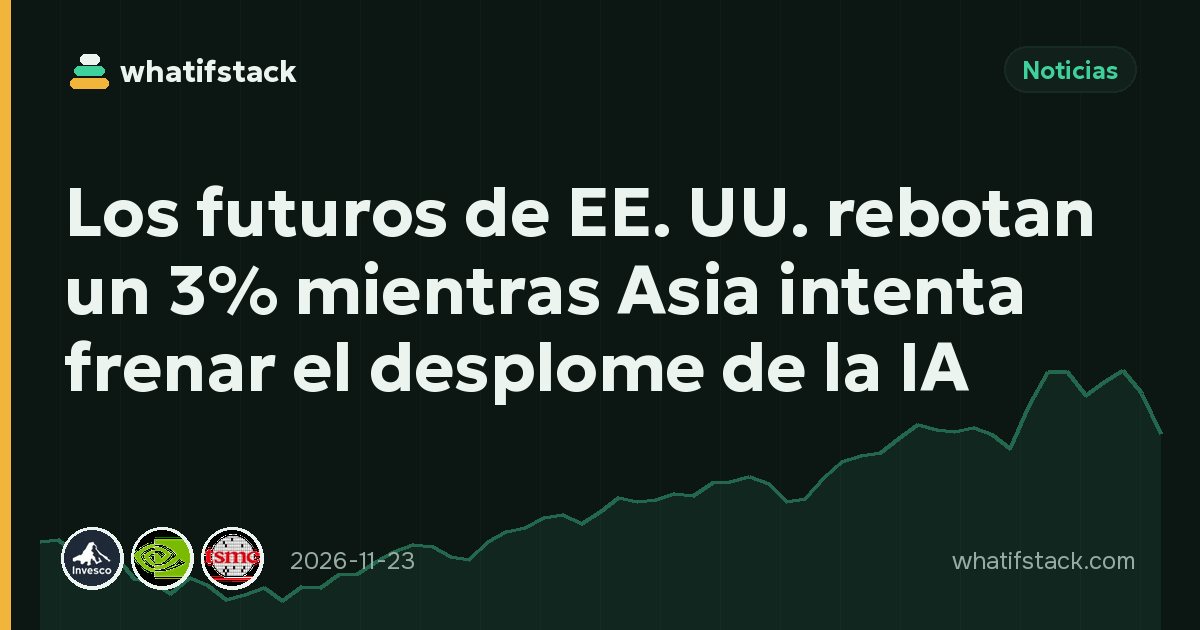 whatifstack
Noticias
Los futuros de EE. UU. rebotan
un 3% mientras Asia intenta
frenar el desplome de la IA
Invesco
tsmc
2026-11-23
whatifstack.com